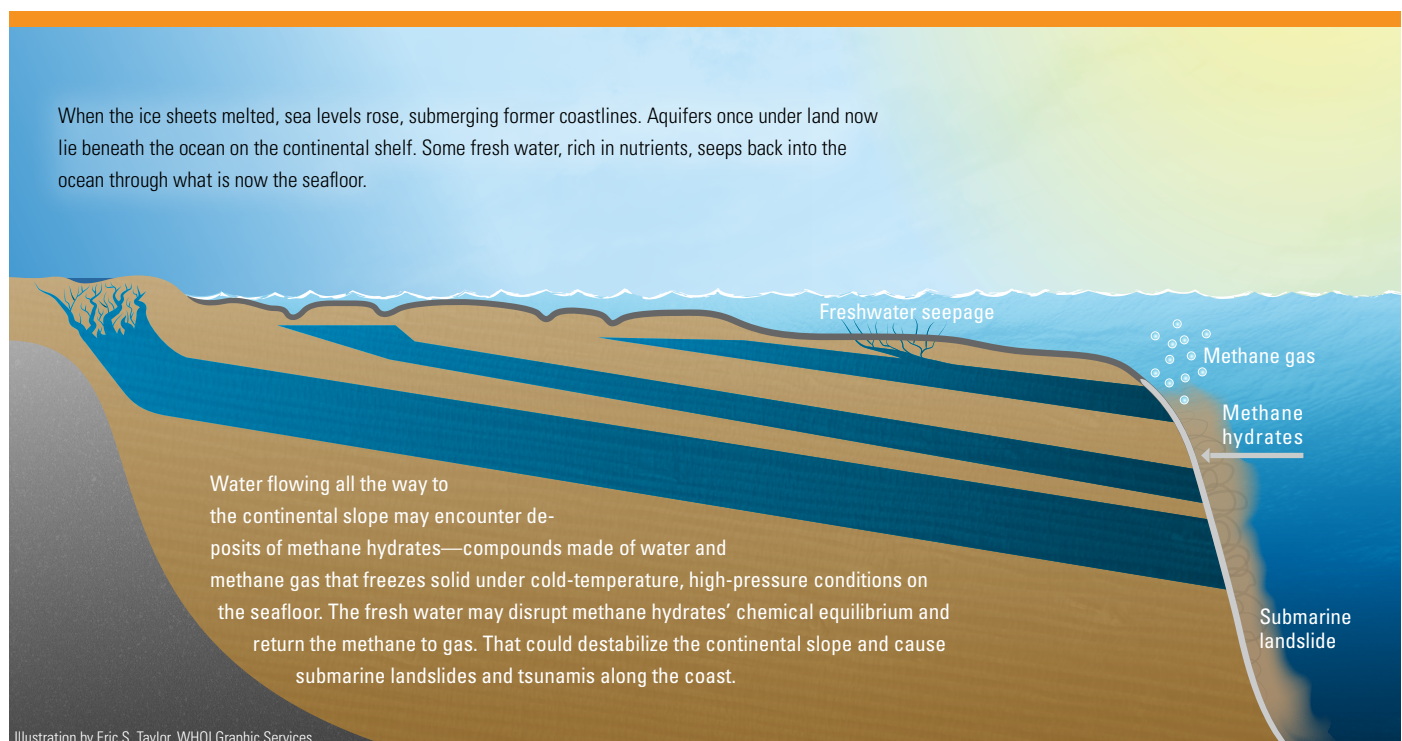 When the ice sheets melted, sea levels rose, submerging former coastlines. Aquifers once under land now
lie beneath the ocean on the continental shelf. Some fresh water, rich in nutrients, seeps back into the
ocean through what is now the seafloor.
Freshwater seepage
Methane gas
Methane
hydrates
Water flowing all the way to
the continental slope may encounter de-
posits of methane hydrates—compounds made of water and
methane gas that freezes solid under cold-temperature, high-pressure conditions on
the seafloor. The fresh water may disrupt methane hydrates’ chemical equilibrium and
return the methane to gas. That could destabilize the continental slope and cause
submarine landslides and tsunamis along the coast.
Submarine
landslide
Illustration by Eric S. Taylor, WHOI Graphic Services